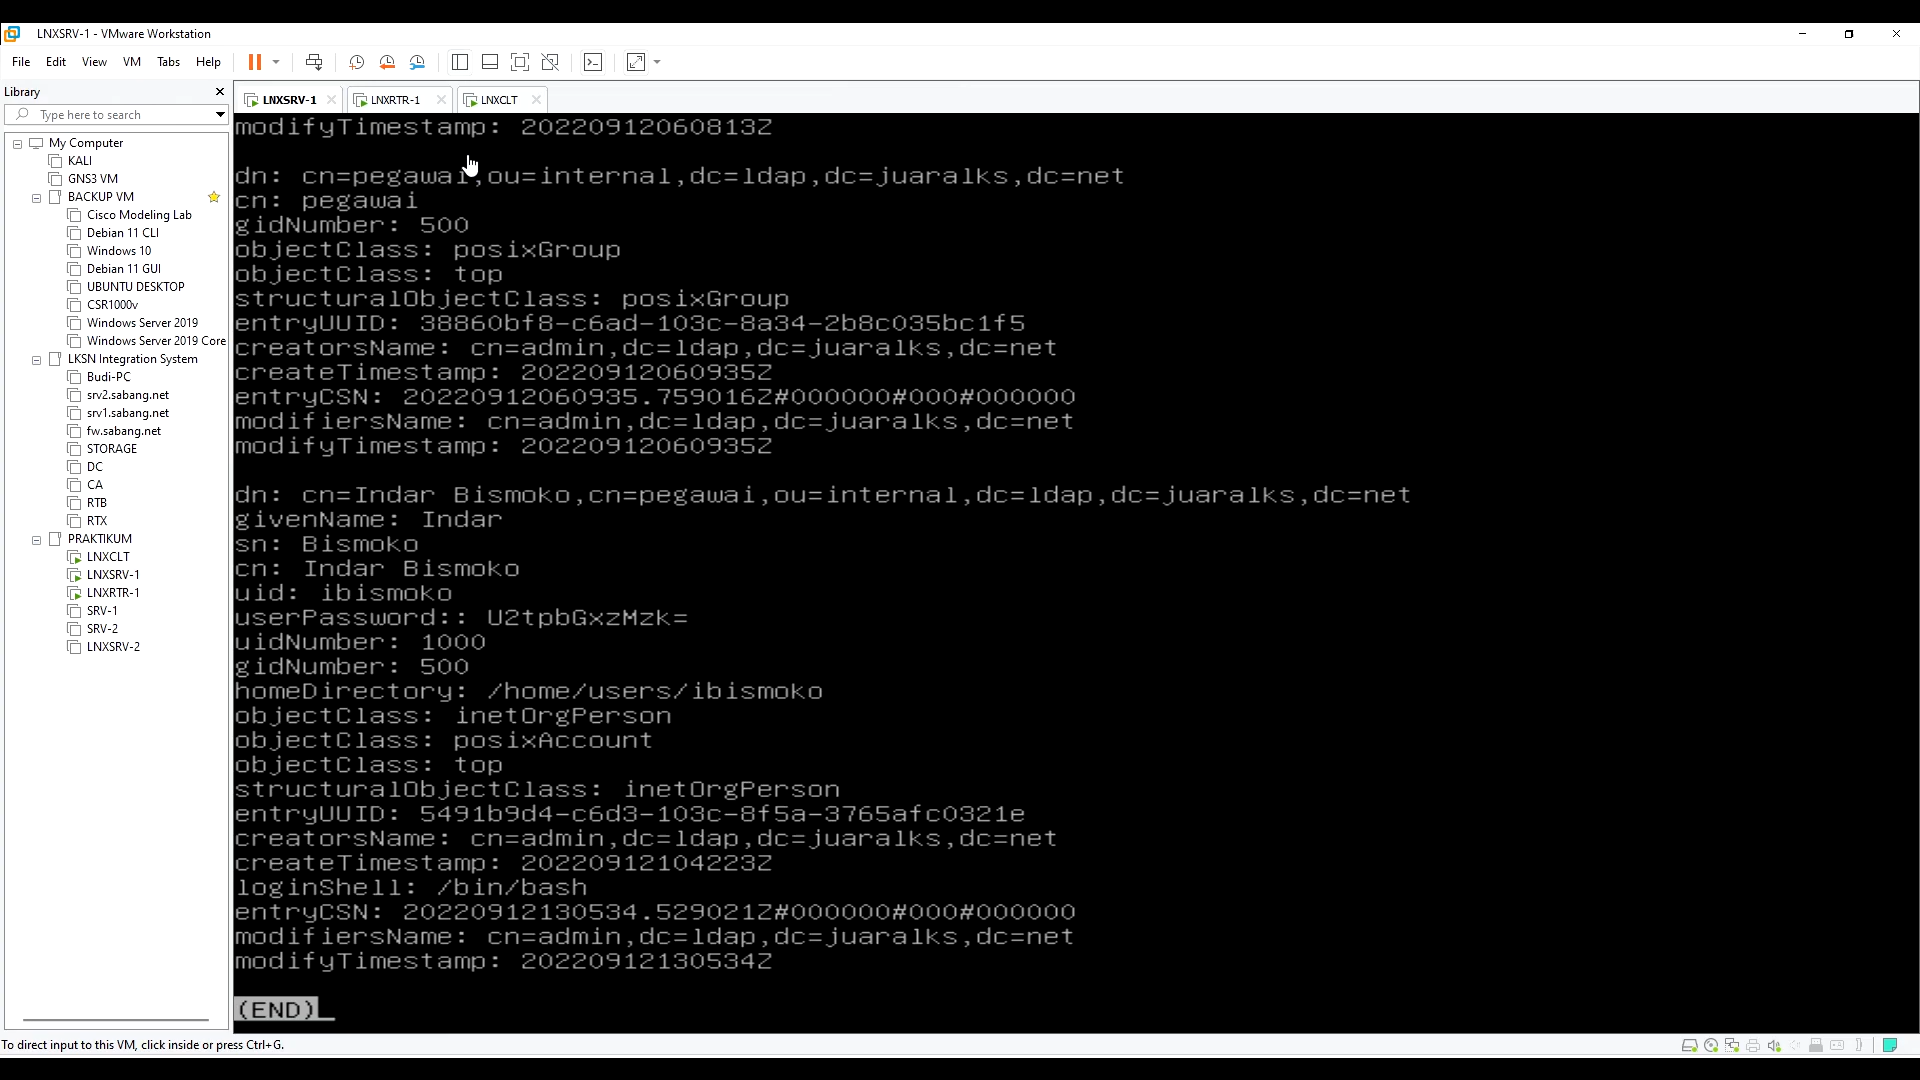 LNXSRV-1 - VMware Workstation
File Edit View VM Tabs Help
Library
Type here to search
My Computer
KALI
GNS3 VM
BACKUP VM
Cisco Modeling Lab
Debian 11 CLI
Windows 10
Debian 11 GUI
UBUNTU DESKTOP
CSR1000v
Windows Server 2019
Windows Server 2019 Core
LKSN Integration System
Budi-PC
srv2.sabang.net
srv1.sabang.net
fw.sabang.net
STORAGE
DC
CA
RTB
RTX
PRAKTIKUM
LNXCLT
LNXSRV-1
LNXRTR-1
SRV-1
SRV-2
LNXSRV-2
LNXSRV-1 LNXRTR-1 LNXCLT
modifyTimestamp: 20220912060813Z
dn: cn=pegawai,ou=internal,dc=ldap,dc=juaralks,dc=net
cn: pegawai
gidNumber: 500
objectClass: posixGroup
objectClass: top
structuralObjectClass: posixGroup
entryUUID: 38860bf8-c6ad-103c-8a34-2b8c035bc1f5
creatorsName: cn=admin,dc=ldap,dc=juaralks,dc=net
createTimestamp: 20220912060935Z
entryCSN: 20220912060935.759016Z#000000#000#000000
modifiersName: cn=admin,dc=ldap,dc=juaralks,dc=net
modifyTimestamp: 20220912060935Z
dn: cn=Indar Bismoko,cn=pegawai,ou=internal,dc=ldap,dc=juaralks,dc=net
givenName: Indar
sn: Bismoko
cn: Indar Bismoko
uid: ibismoko
userPassword:: U2tpbGxzMzk=
uidNumber: 1000
gidNumber: 500
homeDirectory: /home/users/ibismoko
objectClass: inetOrgPerson
objectClass: posixAccount
objectClass: top
structuralObjectClass: inetOrgPerson
entryUUID: 5491b9d4-c6d3-103c-8f5a-3765afc0321e
creatorsName: cn=admin,dc=ldap,dc=juaralks,dc=net
createTimestamp: 20220912104223Z
loginShell: /bin/bash
entryCSN: 20220912130534.529021Z#000000#000#000000
modifiersName: cn=admin,dc=ldap,dc=juaralks,dc=net
modifyTimestamp: 20220912130534Z
(END)
To direct input to this VM, click inside or press Ctrl+G.